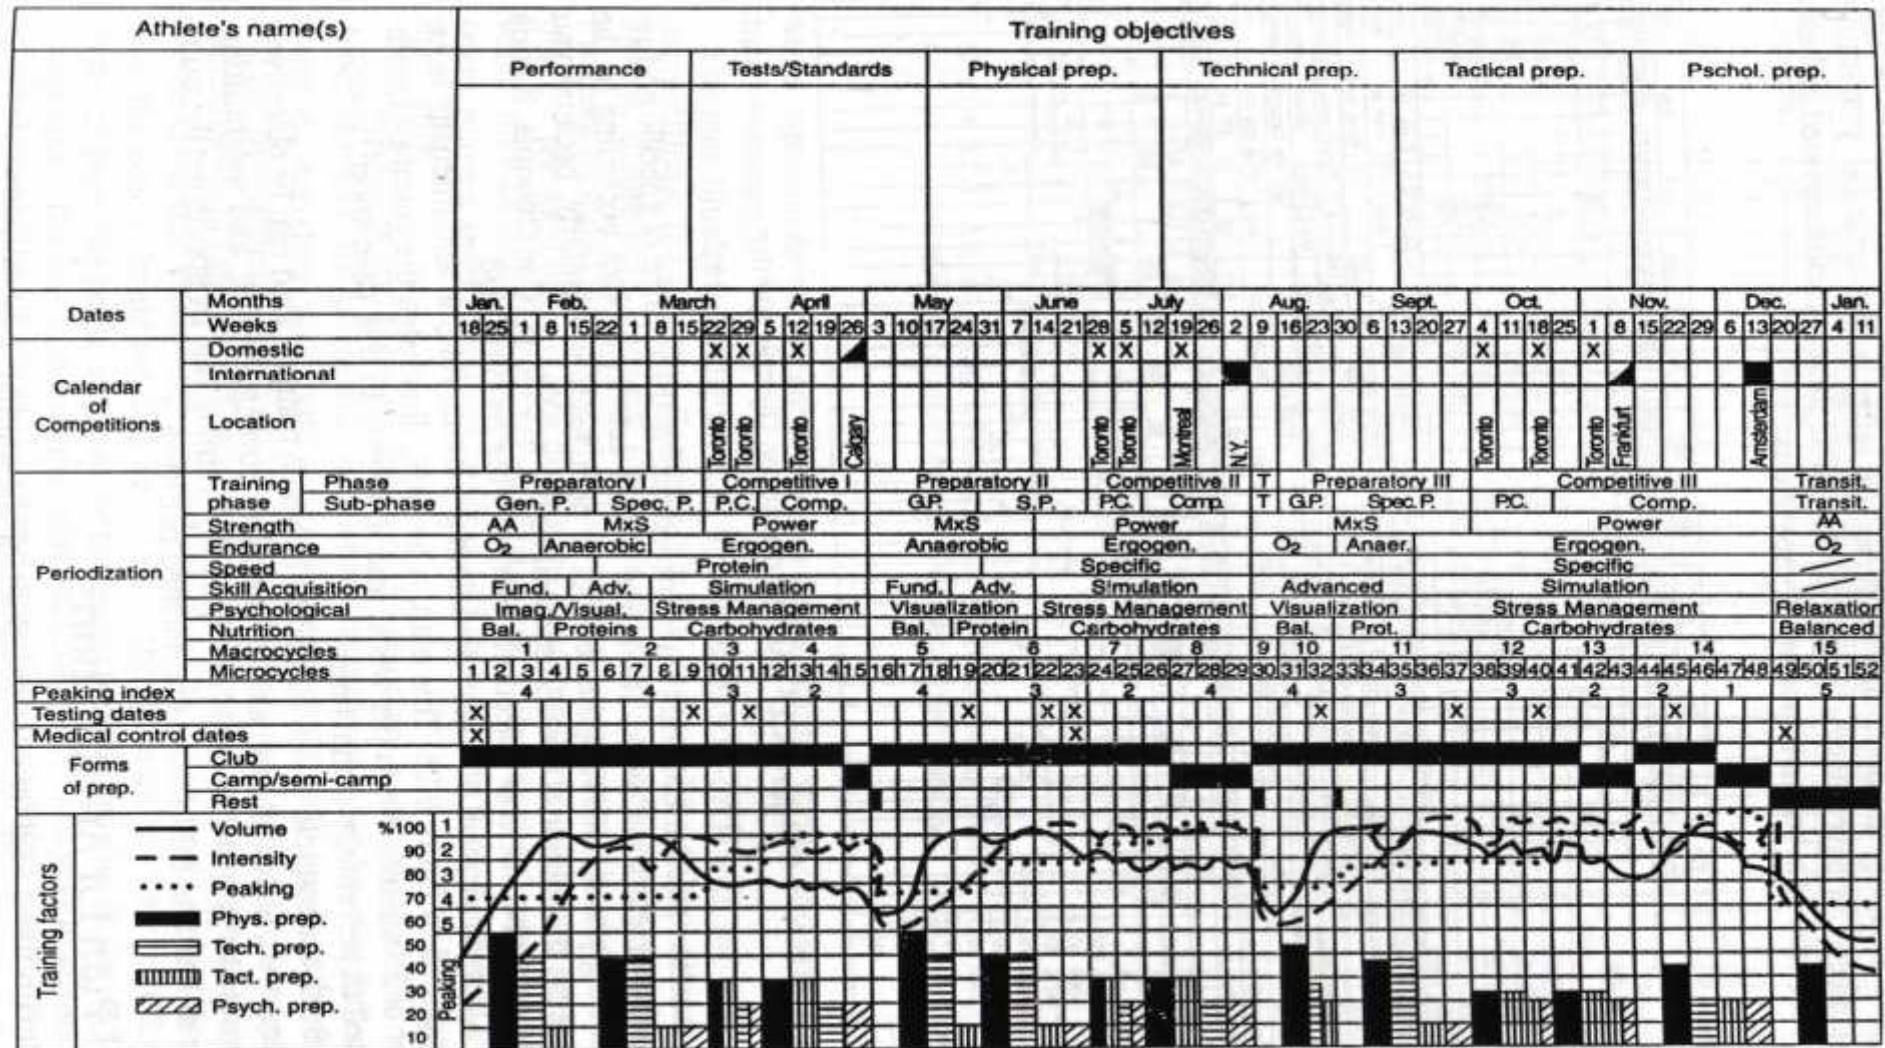 Athlete's name(s) Training objectives
Performance Tests/Standards Physical prep. Technical prep. Tactical prep. Pschol. prep.
Dates
Months Jan. Feb. March April May June July Aug. Sept. Oct. Nov. Dec. Jan.
Weeks 18 25 1 8 15 22 1 8 15 22 29 5 12 19 26 3 10 17 24 31 7 14 21 28 5 12 19 26 2 9 16 23 30 6 13 20 27 4 11 18 25 1 8 15 22 29 6 13 20 27 4 11
Calendar of Competitions
Domestic X X X X X X X X X
International
Location Toronto Toronto Toronto Calgary Toronto Toronto Montreal N.Y. Toronto Toronto Toronto Frankfurt Amsterdam
Periodization
Training phase
Phase Preparatory I Competitive I Preparatory II Competitive II T Preparatory III Competitive III Transit.
Sub-phase Gen. P. Spec. P. P.C. Comp. G.P. S.P. P.C. Comp. T G.P. Spec. P. P.C. Comp. Transit.
Strength AA MxS Power MxS Power MxS Power AA
Endurance O2 Anaerobic Ergogen. Anaerobic Ergogen. O2 Anaer. Ergogen. O2
Speed Protein Specific Specific
Skill Acquisition Fund. Adv. Simulation Fund. Adv. Simulation Advanced Simulation
Psychological Imag./Visual. Stress Management Visualization Stress Management Visualization Stress Management Relaxation
Nutrition Bal. Proteins Carbohydrates Bal. Protein Carbohydrates Bal. Prot. Carbohydrates Balanced
Macrocycles 1 2 3 4 5 6 7 8 9 10 11 12 13 14 15
Microcycles 1 2 3 4 5 6 7 8 9 10 11 12 13 14 15 16 17 18 19 20 21 22 23 24 25 26 27 28 29 30 31 32 33 34 35 36 37 38 39 40 41 42 43 44 45 46 47 48 49 50 51 52
Peaking index 4 4 3 2 4 3 2 4 4 3 3 2 2 1 5
Testing dates X X X X X X X X X X
Medical control dates X X X
Forms of prep.
Club
Camp/semi-camp
Rest
Training factors
Volume %100 1
Intensity 90 2
Peaking 80 3
Phys. prep. 70 4
Tech. prep. 60 5
Tact. prep. 50
Psych. prep. 40
30
20
10
Peaking